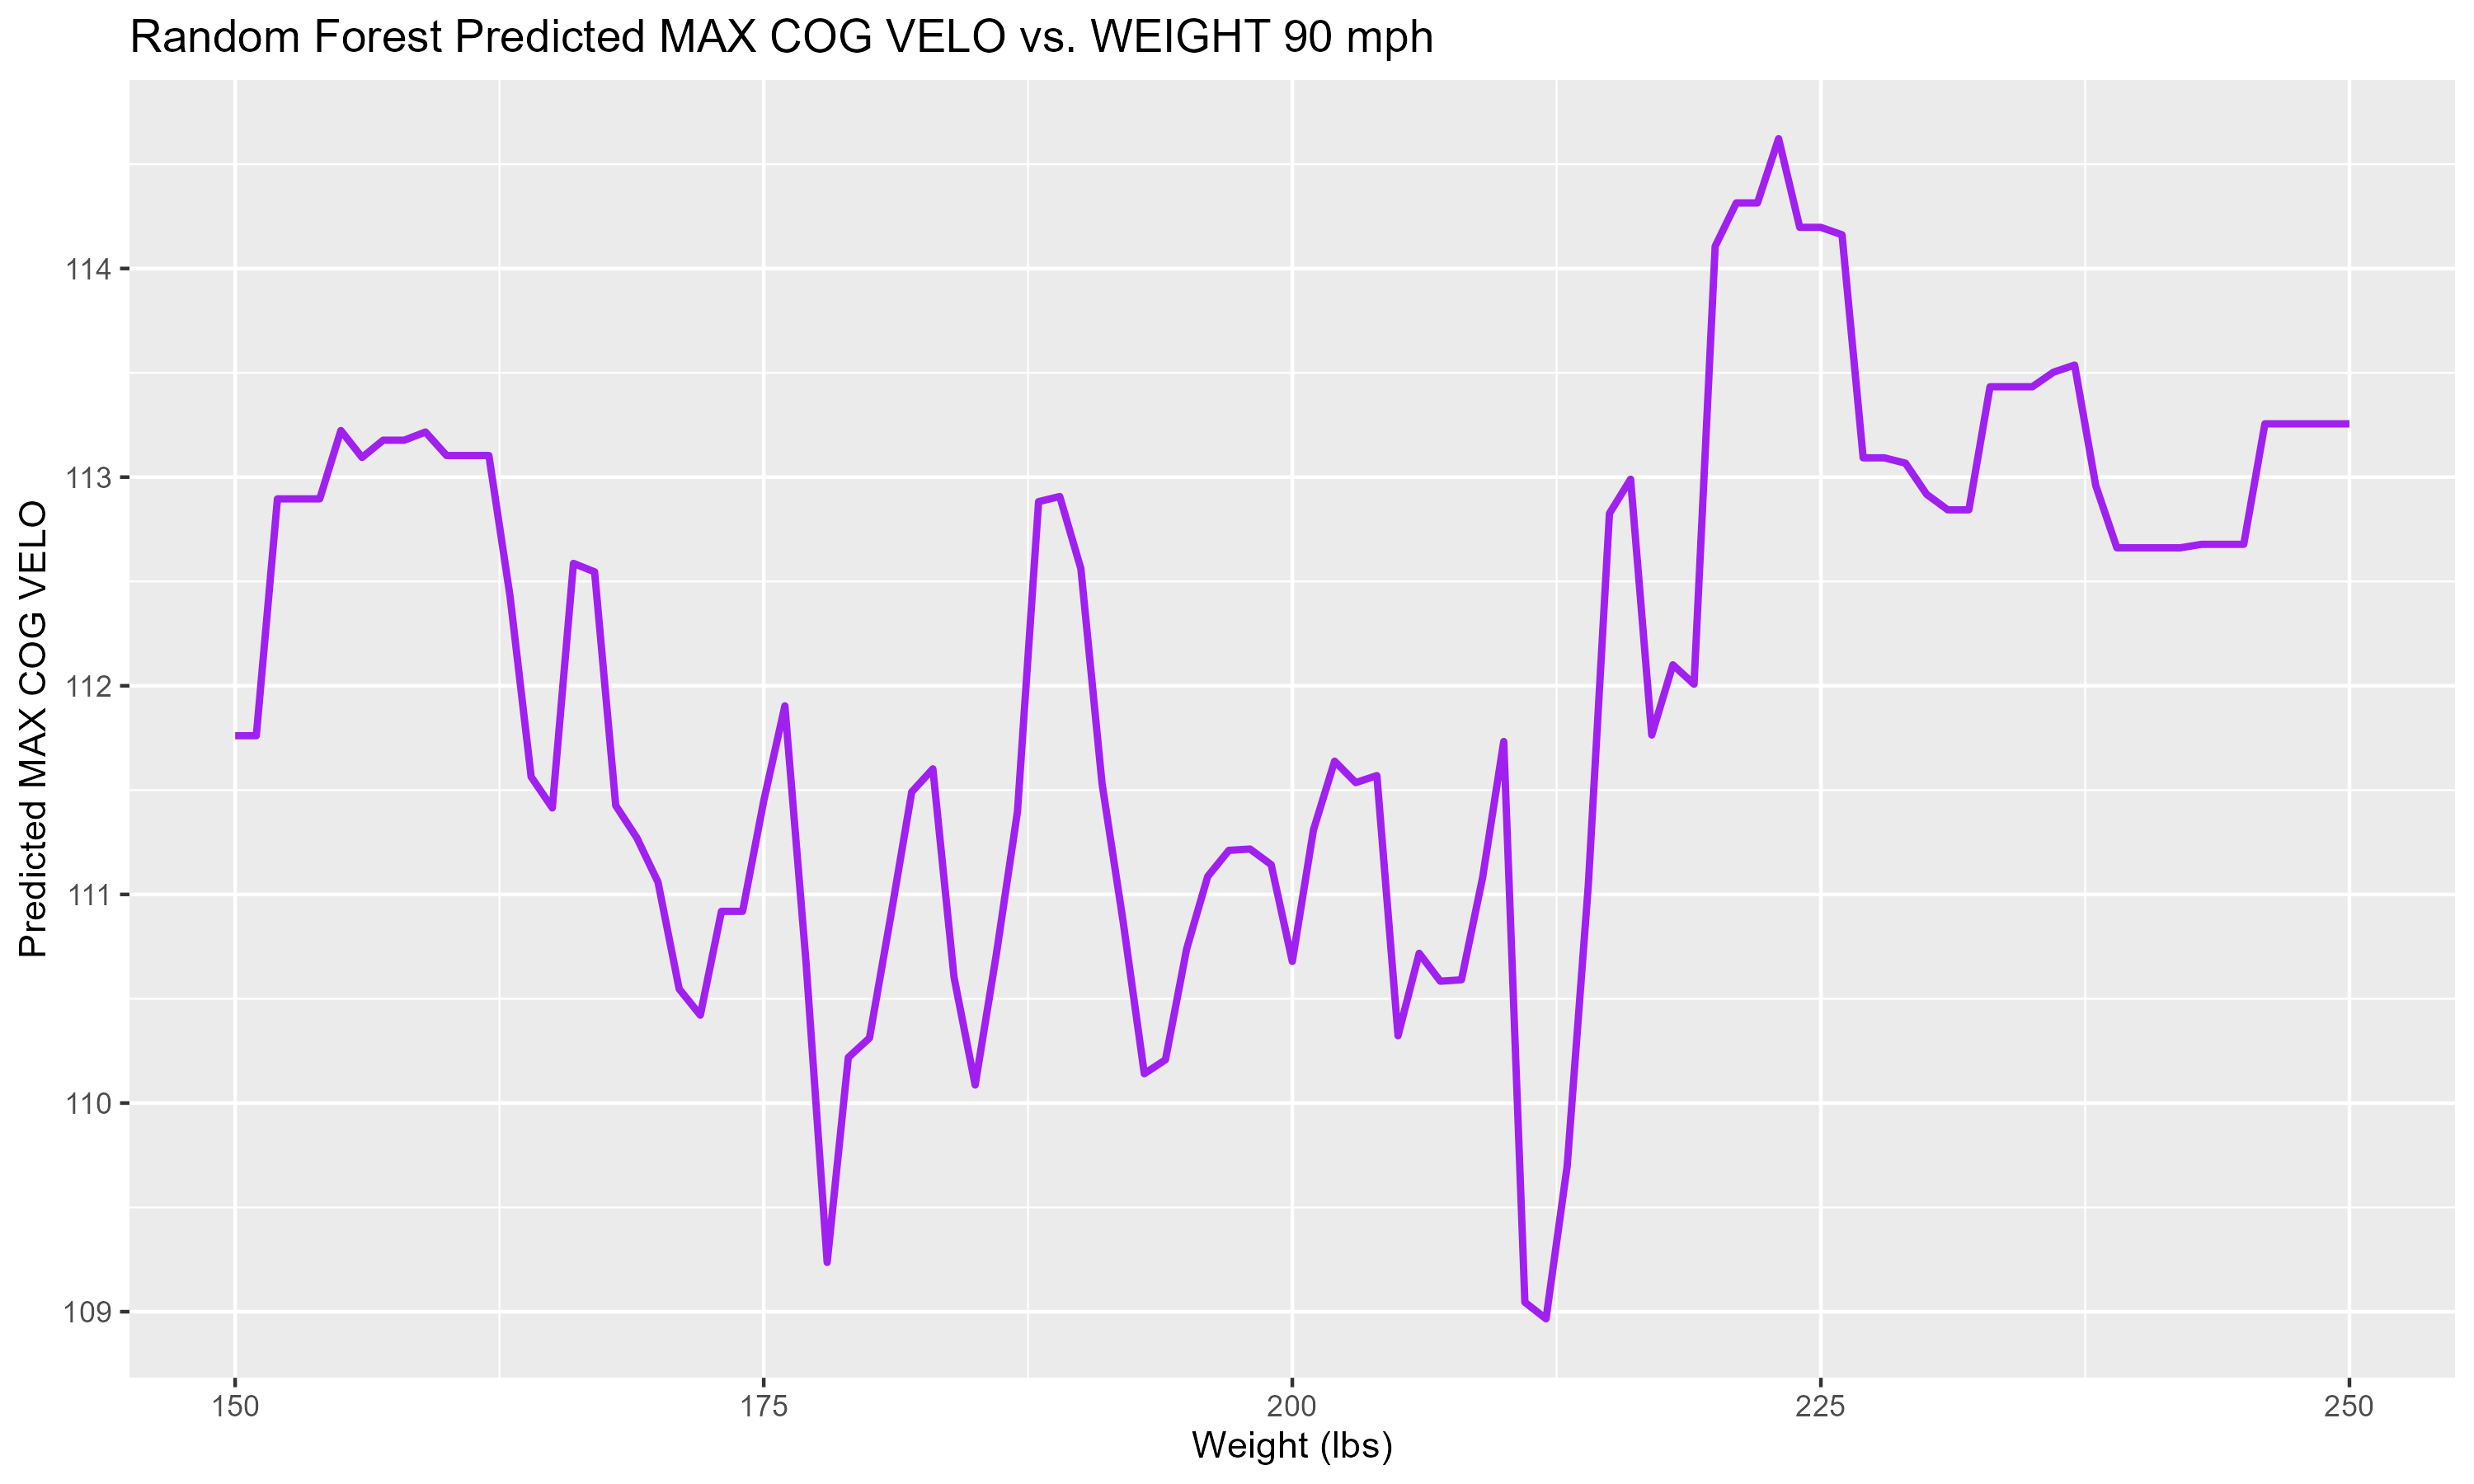 Random Forest Predicted MAX COG VELO vs. WEIGHT 90 mph
Predicted MAX COG VELO
114
113
112
111
110
109
150 175 200 225 250
Weight (lbs)